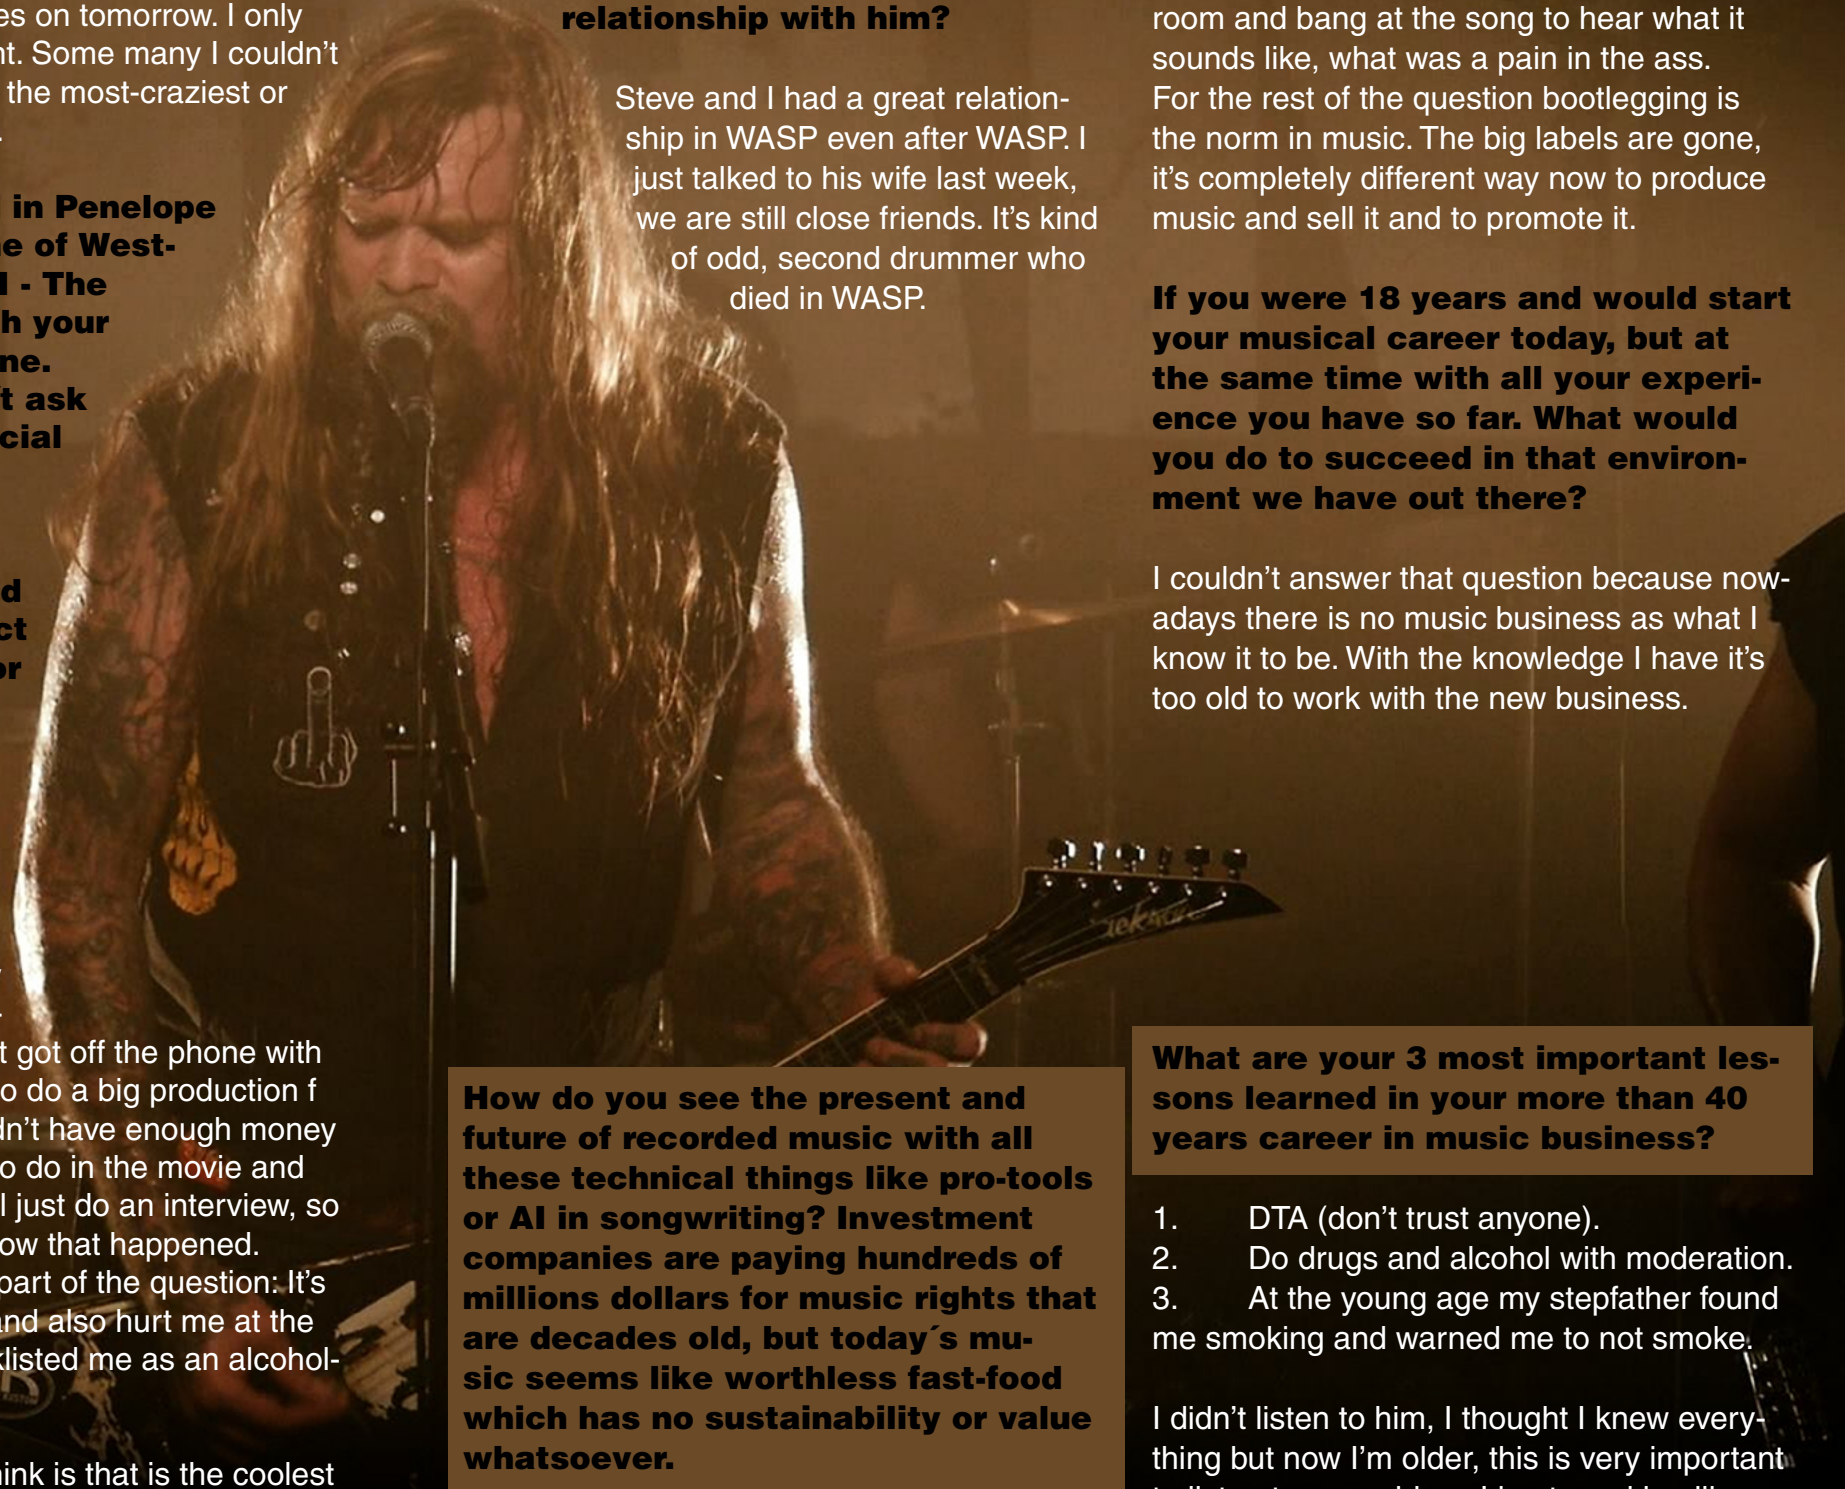 es on tomorrow. I only
nt. Some many I couldn't
the most-craziest or
in Penelope
e of West-
- The
h your
ne.
't ask
cial
d
ct
or
t got off the phone with
o do a big production f
dn't have enough money
o do in the movie and
I just do an interview, so
ow that happened.
part of the question: It's
and also hurt me at the
klisted me as an alcohol-
hink is that is the coolest
relationship with him?
Steve and I had a great relation-
ship in WASP even after WASP. I
just talked to his wife last week,
we are still close friends. It's kind
of odd, second drummer who
died in WASP.
How do you see the present and
future of recorded music with all
these technical things like pro-tools
or AI in songwriting? Investment
companies are paying hundreds of
millions dollars for music rights that
are decades old, but today´s mu-
sic seems like worthless fast-food
which has no sustainability or value
whatsoever.
room and bang at the song to hear what it
sounds like, what was a pain in the ass.
For the rest of the question bootlegging is
the norm in music. The big labels are gone,
it's completely different way now to produce
music and sell it and to promote it.
If you were 18 years and would start
your musical career today, but at
the same time with all your experi-
ence you have so far. What would
you do to succeed in that environ-
ment we have out there?
I couldn't answer that question because now-
adays there is no music business as what I
know it to be. With the knowledge I have it's
too old to work with the new business.
What are your 3 most important les-
sons learned in your more than 40
years career in music business?
1. DTA (don't trust anyone).
2. Do drugs and alcohol with moderation.
3. At the young age my stepfather found
me smoking and warned me to not smoke.
I didn't listen to him, I thought I knew every-
thing but now I'm older, this is very important
Jackson